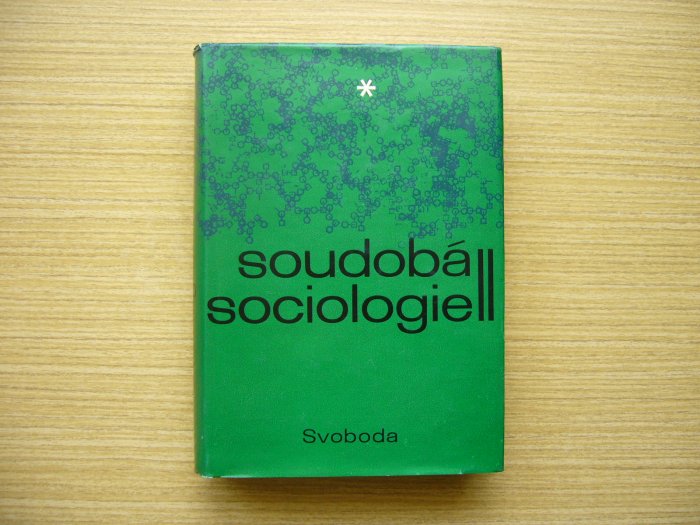 *
soudobá
sociologie II
Svoboda